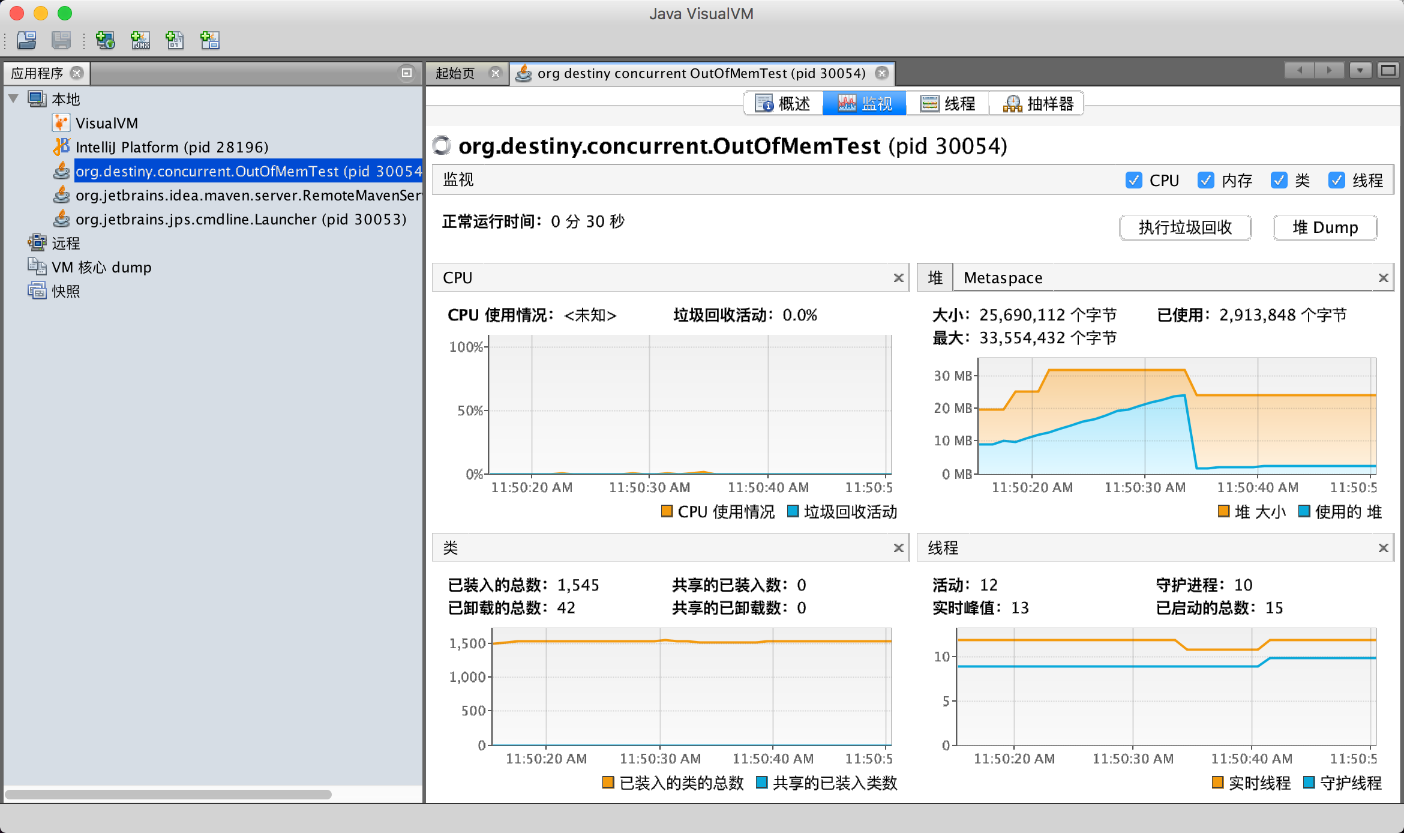 Java VisualVM
应用程序
起始页
org destiny concurrent OutOfMemTest (pid 30054)
本地
VisualVM
IntelliJ Platform (pid 28196)
org.destiny.concurrent.OutOfMemTest (pid 30054
org.jetbrains.idea.maven.server.RemoteMavenSer
org.jetbrains.jps.cmdline.Launcher (pid 30053)
远程
VM 核心 dump
快照
概述
监视
线程
抽样器
org.destiny.concurrent.OutOfMemTest (pid 30054)
监视
CPU
内存
类
线程
正常运行时间: 0 分 30 秒
执行垃圾回收
堆 Dump
CPU
CPU 使用情况: <未知>
垃圾回收活动: 0.0%
100%
50%
0%
11:50:20 AM
11:50:30 AM
11:50:40 AM
11:50:5
CPU 使用情况
垃圾回收活动
堆
Metaspace
大小: 25,690,112 个字节
已使用: 2,913,848 个字节
最大: 33,554,432 个字节
30 MB
20 MB
10 MB
0 MB
11:50:20 AM
11:50:30 AM
11:50:40 AM
11:50:5
堆 大小
使用的 堆
类
已装入的总数: 1,545
共享的已装入数: 0
已卸载的总数: 42
共享的已卸载数: 0
1,500
1,000
500
0
11:50:20 AM
11:50:30 AM
11:50:40 AM
11:50:5
已装入的类的总数
共享的已装入类数
线程
活动: 12
守护进程: 10
实时峰值: 13
已启动的总数: 15
10
5
0
11:50:20 AM
11:50:30 AM
11:50:40 AM
11:50:5
实时线程
守护线程